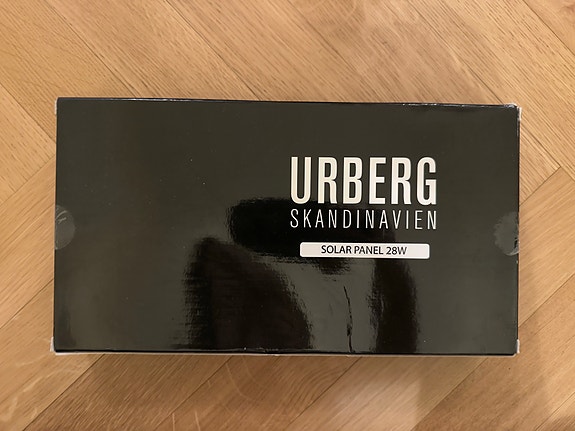 URBERG
SKANDINAVIEN
SOLAR PANEL 28W